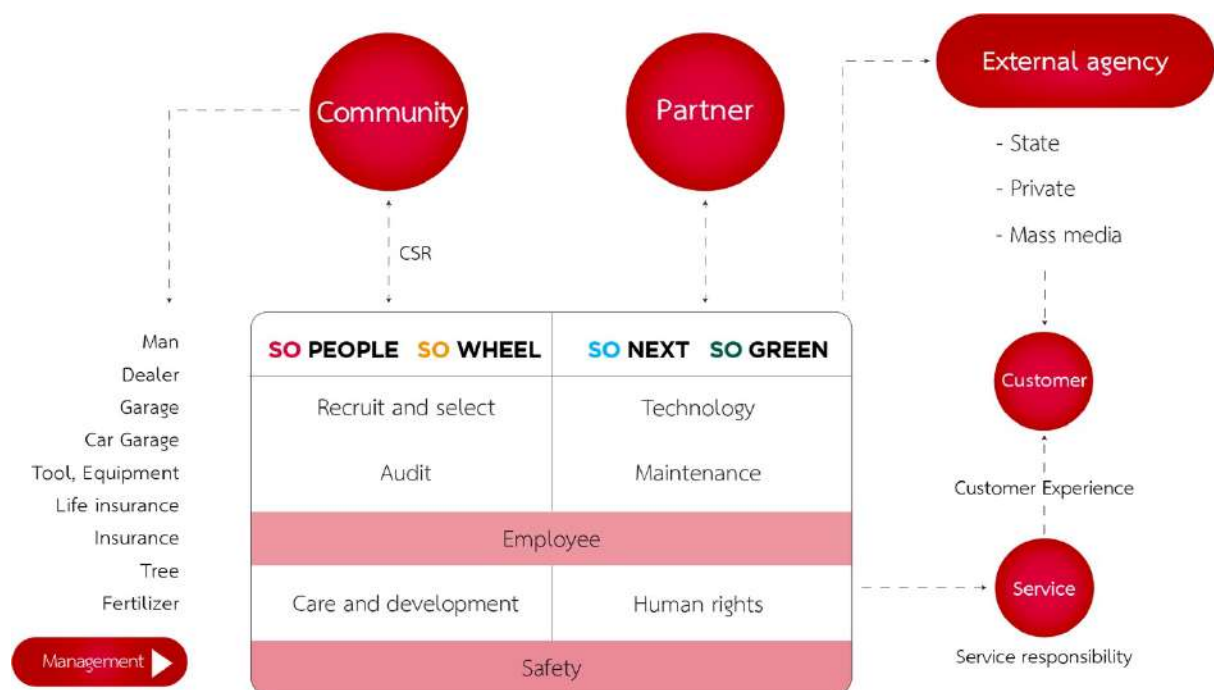 Community
Partner
External agency
- State
- Private
- Mass media
CSR
Man
Dealer
Garage
Car Garage
Tool, Equipment
Life insurance
Insurance
Tree
Fertilizer
Management
SO PEOPLE SO WHEEL SO NEXT SO GREEN
Recruit and select Technology
Audit Maintenance
Employee
Care and development Human rights
Safety
Customer
Customer Experience
Service
Service responsibility